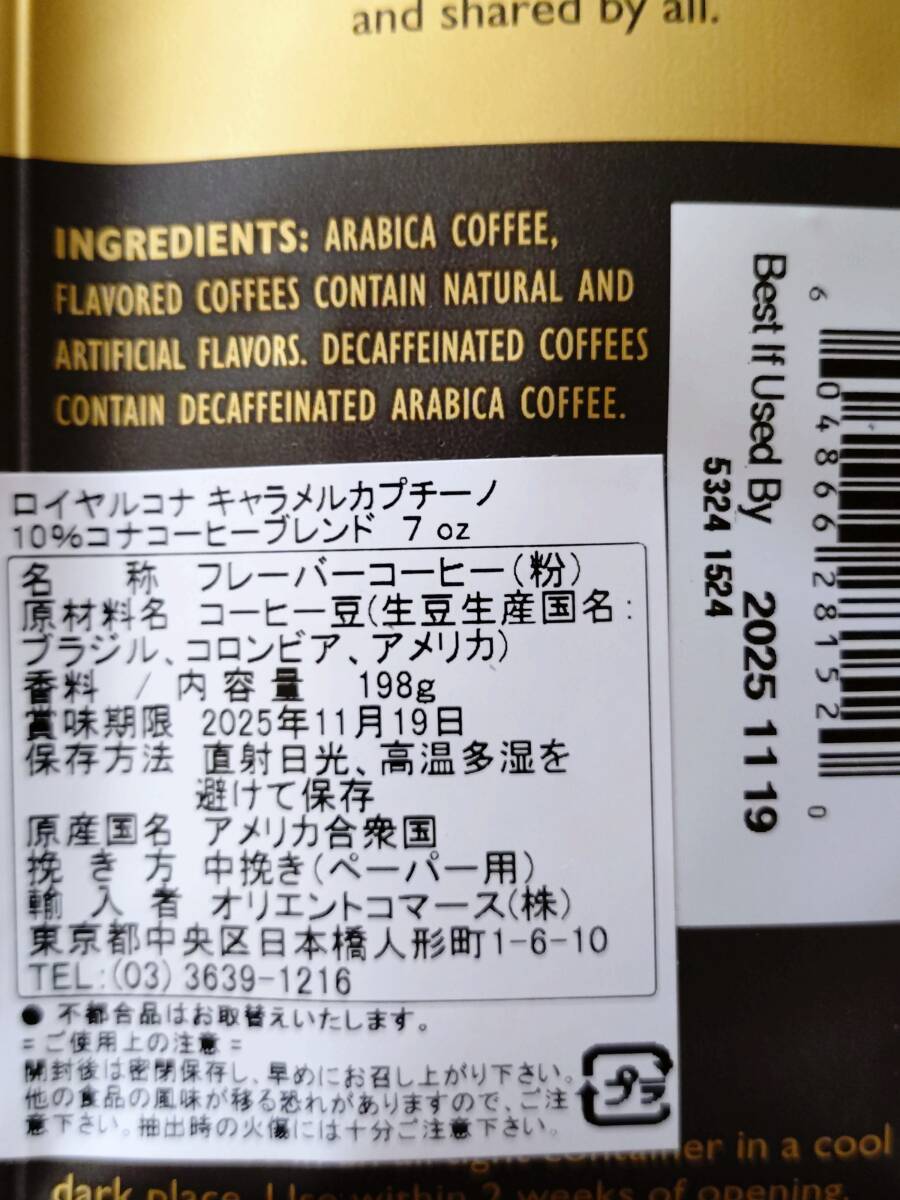 and shared by all.
INGREDIENTS: ARABICA COFFEE,
FLAVORED COFFEES CONTAIN NATURAL AND
ARTIFICIAL FLAVORS. DECAFFEINATED COFFEES
CONTAIN DECAFFEINATED ARABICA COFFEE.
ロイヤルコナ キャラメルカプチーノ
10%コナコーヒーブレンド 7 oz
名称 フレーバーコーヒー(粉)
原材料名 コーヒー豆(生豆生産国名:
ブラジル、コロンビア、アメリカ)
香料 / 内容量 198g
賞味期限 2025年11月19日
保存方法 直射日光、高温多湿を
避けて保存
原産国名 アメリカ合衆国
挽き方 中挽き(ペーパー用)
輸入者 オリエントコマース(株)
東京都中央区日本橋人形町1-6-10
TEL:(03) 3639-1216
● 不都合品はお取替えいたします。
=ご使用上の注意=
開封後は密閉保存し、早めにお召し上がり下さい。
他の食品の風味が移る恐れがありますので、ご注
意下さい。抽出時の火傷には十分ご注意下さい。
プラ
Best If Used By 2025 11 19
5324 1524
6 04866 28152 0
container in a cool
dark place. Use within 2 weeks of opening